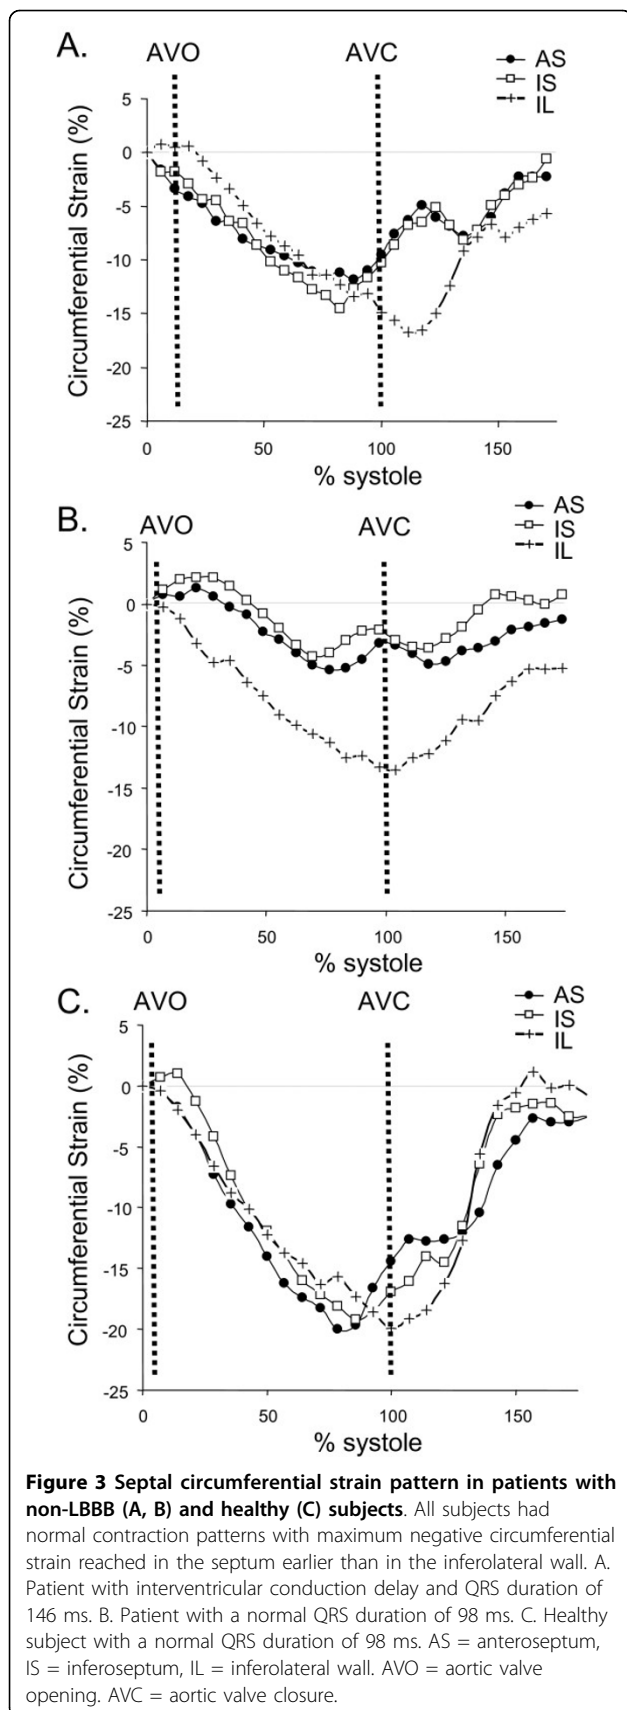 A.
AVO
AVC
AS
IS
IL
5
0
-5
-10
-15
-20
-25
Circumferential Strain (%)
0
50
100
150
% systole
B.
AVO
AVC
AS
IS
IL
5
0
-5
-10
-15
-20
-25
Circumferential Strain (%)
0
50
100
150
% systole
C.
AVO
AVC
AS
IS
IL
5
0
-5
-10
-15
-20
-25
Circumferential Strain (%)
0
50
100
150
% systole
Figure 3 Septal circumferential strain pattern in patients with
non-LBBB (A, B) and healthy (C) subjects. All subjects had
normal contraction patterns with maximum negative circumferential
strain reached in the septum earlier than in the inferolateral wall. A.
Patient with interventricular conduction delay and QRS duration of
146 ms. B. Patient with a normal QRS duration of 98 ms. C. Healthy
subject with a normal QRS duration of 98 ms. AS = anteroseptum,
IS = inferoseptum, IL = inferolateral wall. AVO = aortic valve
opening. AVC = aortic valve closure.